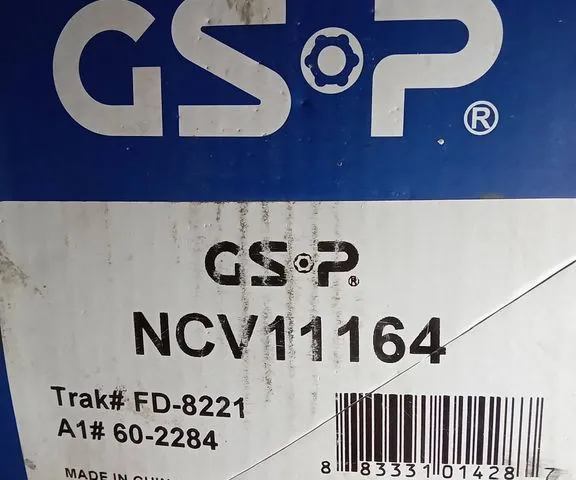 GSP®
GSP®
NCV11164
Trak# FD-8221
A1# 60-2284
MADE IN CHINA
8 83331 01428 7